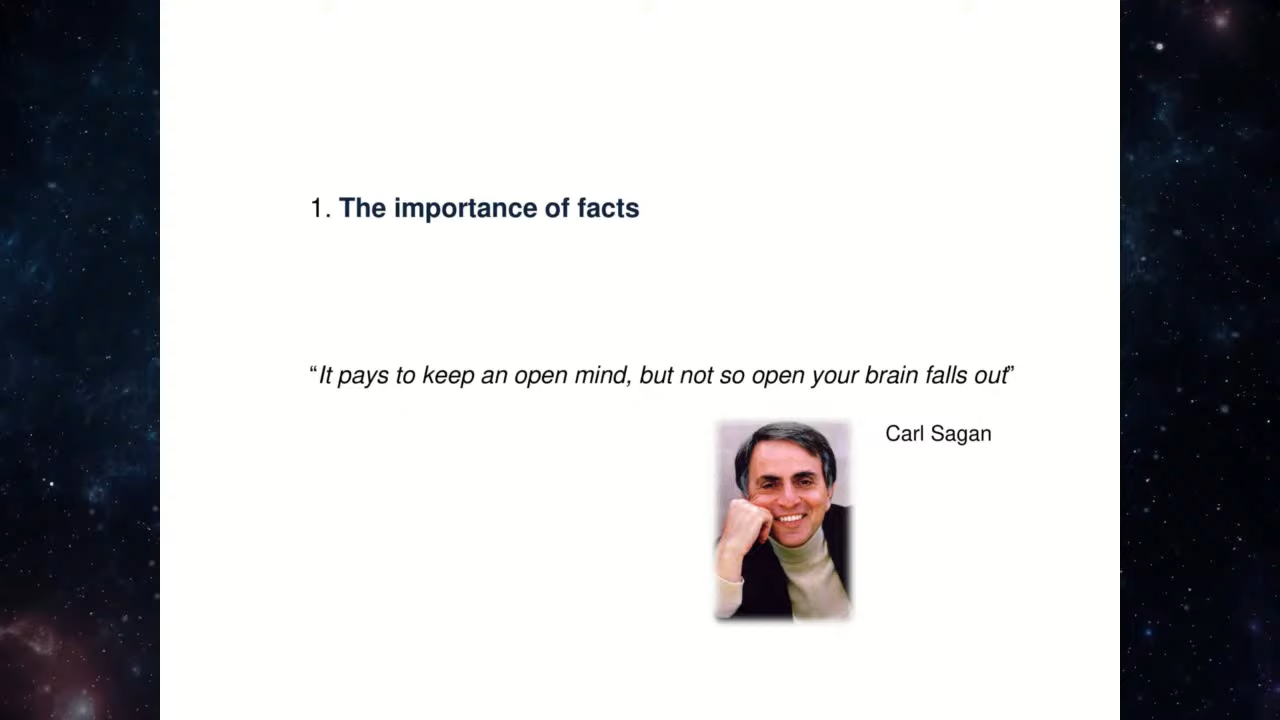 1. The importance of facts
“It pays to keep an open mind, but not so open your brain falls out”
Carl Sagan